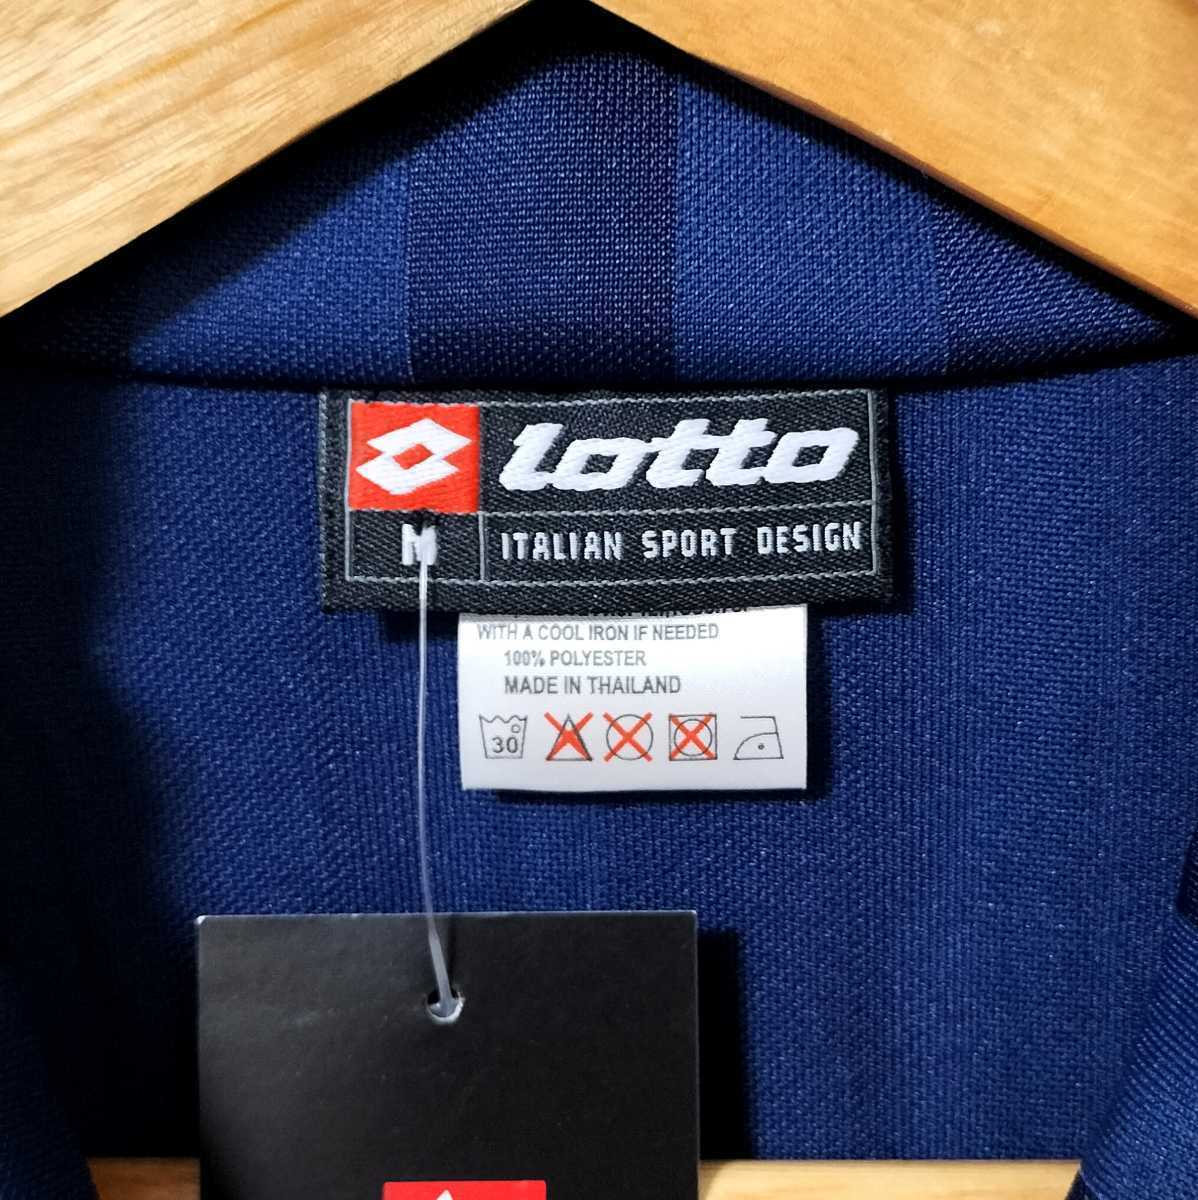 lotto
M
ITALIAN SPORT DESIGN
WITH A COOL IRON IF NEEDED
100% POLYESTER
MADE IN THAILAND
30